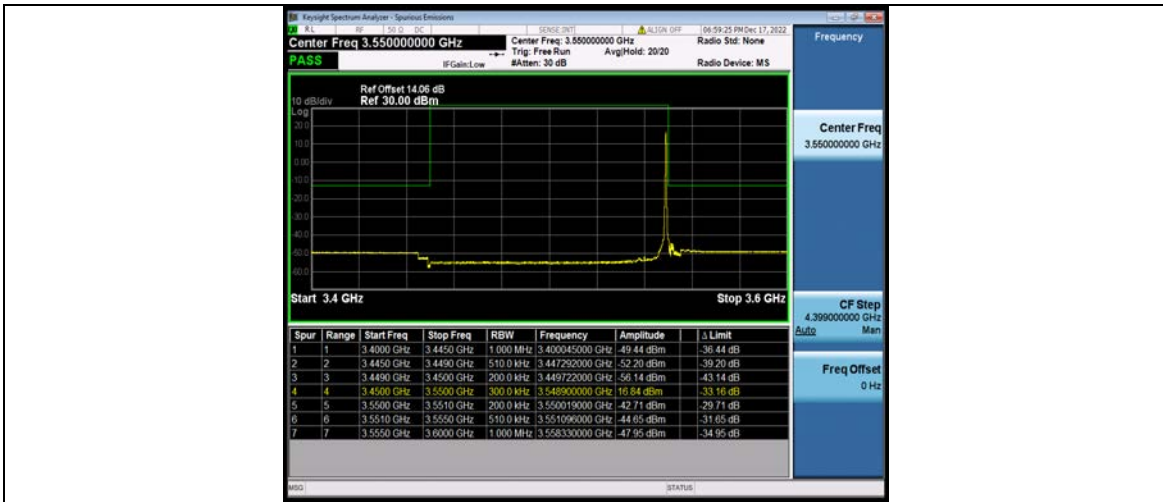 Keysight Spectrum Analyzer - Spurious Emissions
RL RF 50 Ω DC SENSE:INT ALIGN OFF 06:59:25 PM Dec 17, 2022
Center Freq 3.550000000 GHz
Center Freq: 3.550000000 GHz
Radio Std: None
Trig: Free Run
Avg|Hold: 20/20
PASS
IFGain:Low
#Atten: 30 dB
Radio Device: MS
Ref Offset 14.06 dB
10 dB/div
Ref 30.00 dBm
Log
20.0
10.0
0.00
-10.0
-20.0
-30.0
-40.0
-50.0
-60.0
Start 3.4 GHz
Stop 3.6 GHz
Spur Range Start Freq Stop Freq RBW Frequency Amplitude Δ Limit
1 1 3.4000 GHz 3.4450 GHz 1.000 MHz 3.400045000 GHz -49.44 dBm -36.44 dB
2 2 3.4450 GHz 3.4490 GHz 510.0 kHz 3.447292000 GHz -52.20 dBm -39.20 dB
3 3 3.4490 GHz 3.4500 GHz 200.0 kHz 3.449722000 GHz -56.14 dBm -43.14 dB
4 4 3.4500 GHz 3.5500 GHz 300.0 kHz 3.548900000 GHz 16.84 dBm -33.16 dB
5 5 3.5500 GHz 3.5510 GHz 200.0 kHz 3.550019000 GHz -42.71 dBm -29.71 dB
6 6 3.5510 GHz 3.5550 GHz 510.0 kHz 3.551096000 GHz -44.65 dBm -31.65 dB
7 7 3.5550 GHz 3.6000 GHz 1.000 MHz 3.558330000 GHz -47.95 dBm -34.95 dB
MSG
STATUS
Frequency
Center Freq
3.550000000 GHz
CF Step
4.399000000 GHz
Auto Man
Freq Offset
0 Hz